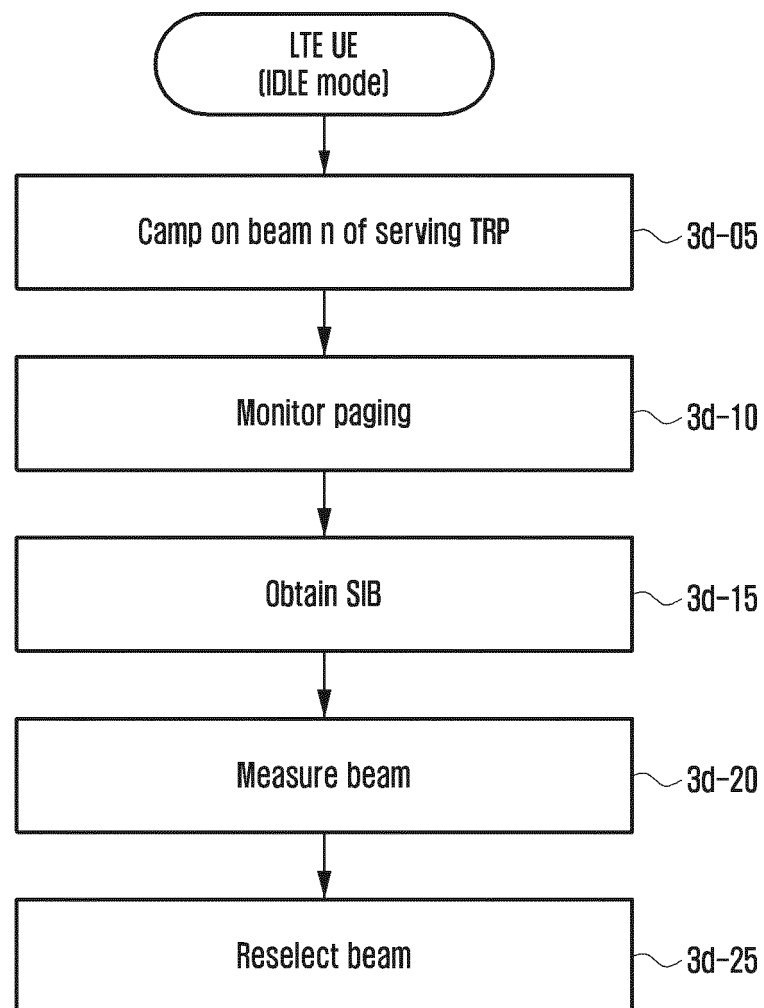 LTE UE
(IDLE mode)
Camp on beam n of serving TRP
3d-05
Monitor paging
3d-10
Obtain SIB
3d-15
Measure beam
3d-20
Reselect beam
3d-25